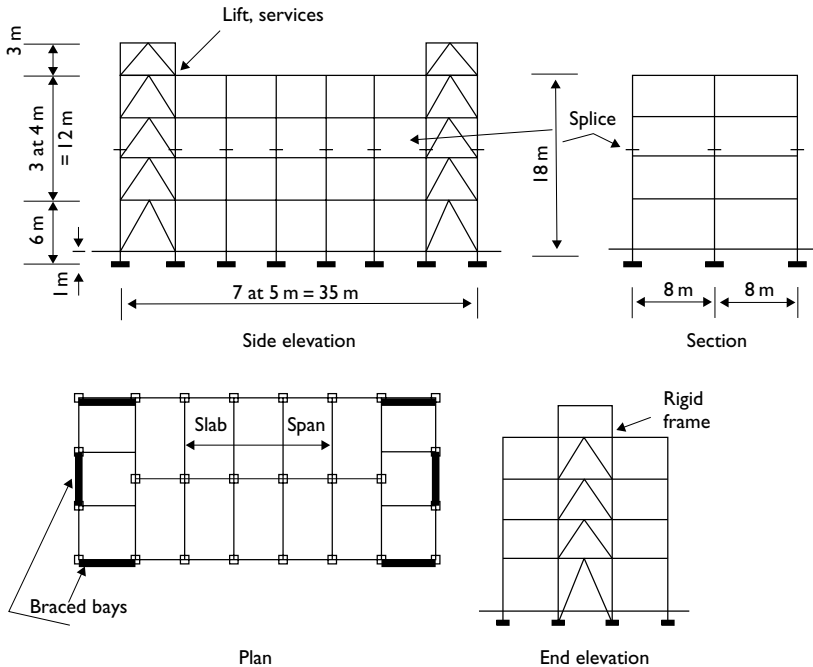 Lift, services
3 m
3 at 4 m
= 12 m
6 m
1 m
7 at 5 m = 35 m
Side elevation
Splice
18 m
8 m
8 m
Section
Slab
Span
Braced bays
Plan
Rigid
frame
End elevation